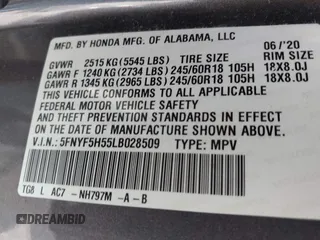 MFD. BY HONDA MFG. OF ALABAMA, LLC 06/'20
GVWR 2515 KG(5545 LBS) TIRE SIZE RIM SIZE
GAWR F 1240 KG(2734 LBS)245/60R18 105H 18X8.0J
GAWR R 1345 KG(2965 LBS)245/60R18 105H 18X8.0J
THIS VEHICLE CONFORMS TO ALL APPLICABLE FEDERAL
MOTOR VEHICLE SAFETY AND THEFT PREVENTION STANDARDS
IN EFFECT ON THE DATE OF MANUFACTURE SHOWN ABOVE.
V.I.N.: 5FNYF5H55LB028509 TYPE: MPV
TG8 L AC7 -NH797M -A-B
DREAMBID